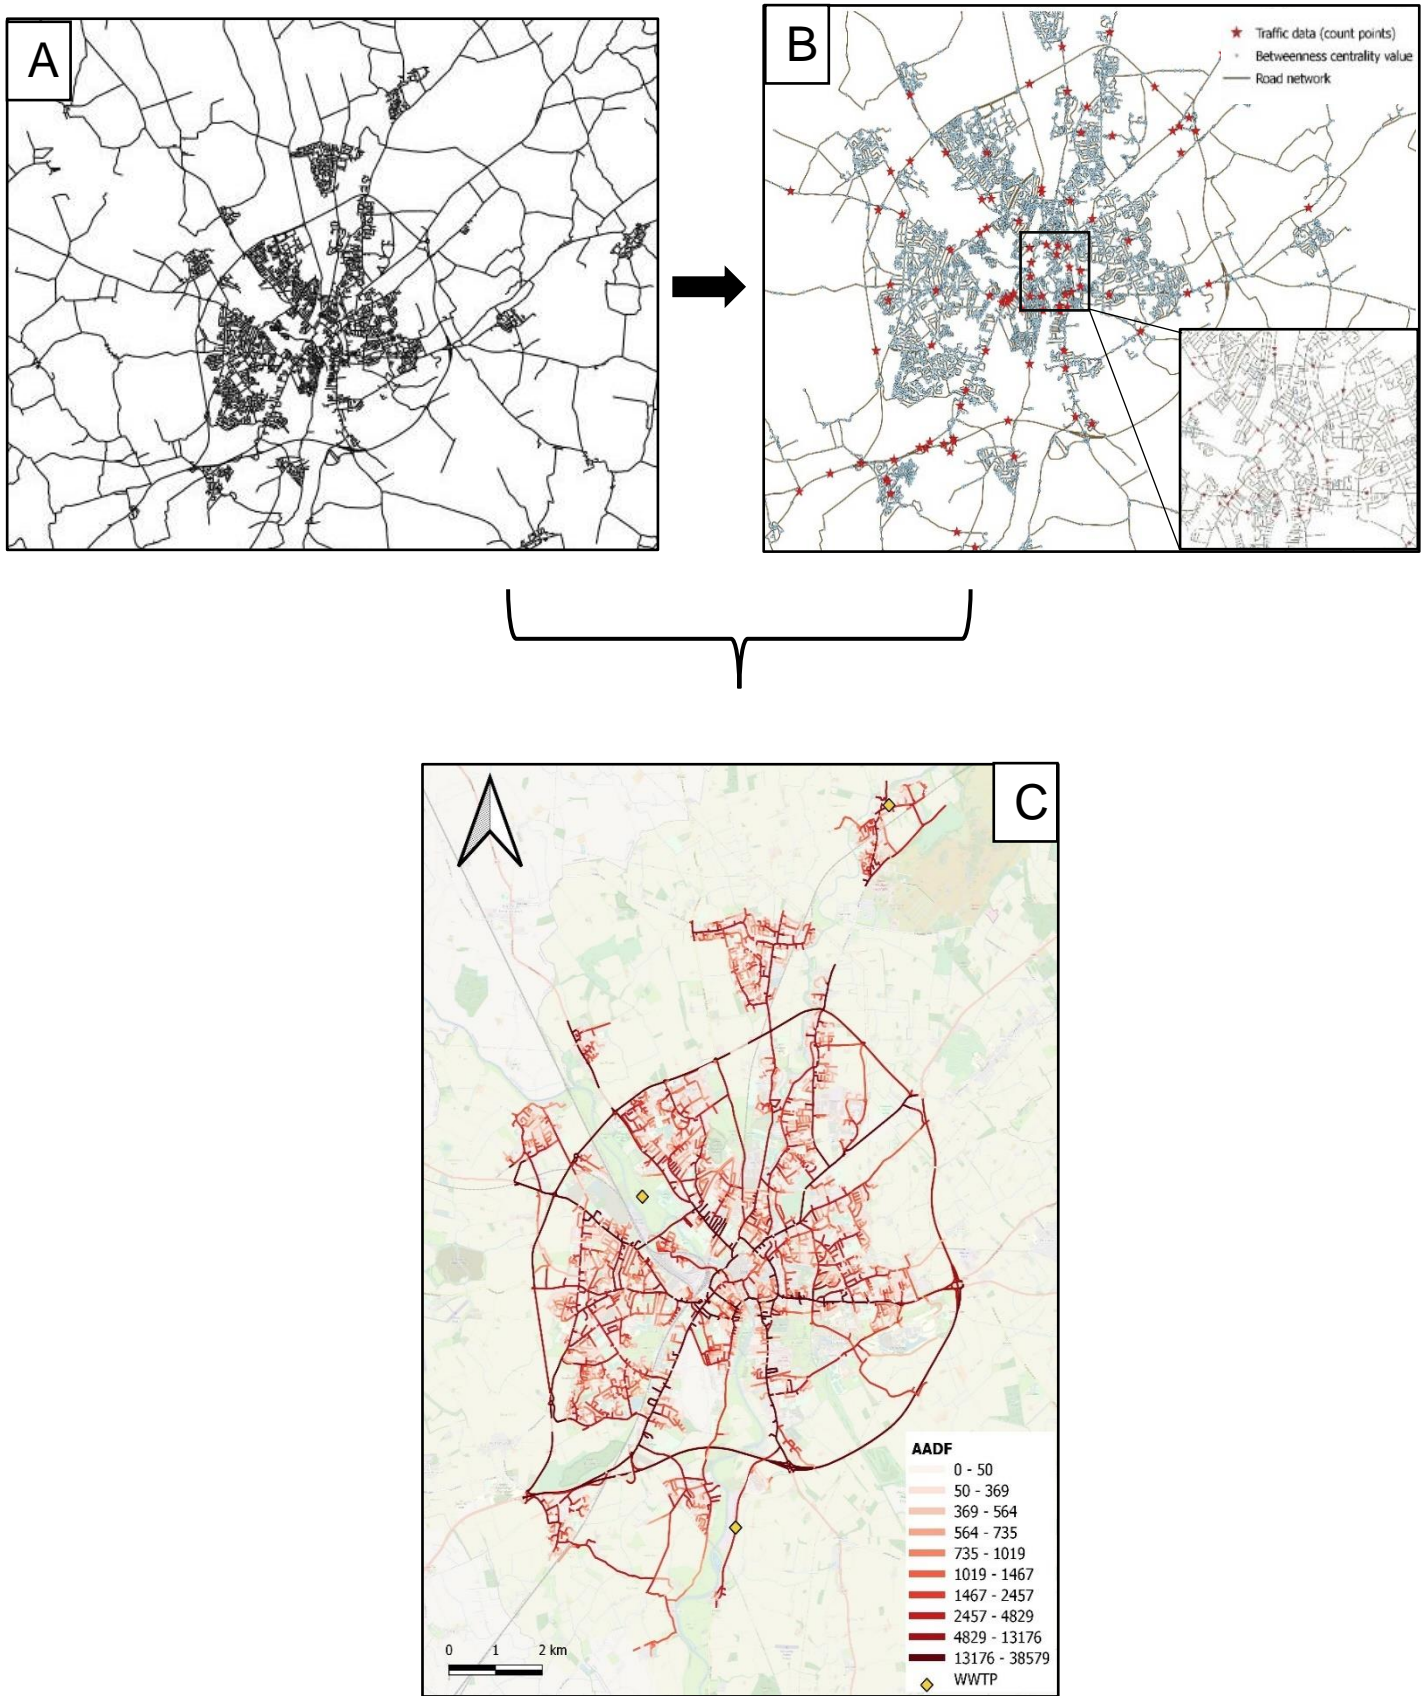 A
B
Traffic data (count points)
Betweenness centrality value
Road network
C
AADF
0 - 50
50 - 369
369 - 564
564 - 735
735 - 1019
1019 - 1467
1467 - 2457
2457 - 4829
4829 - 13176
13176 - 38579
WWTP
0 1 2 km